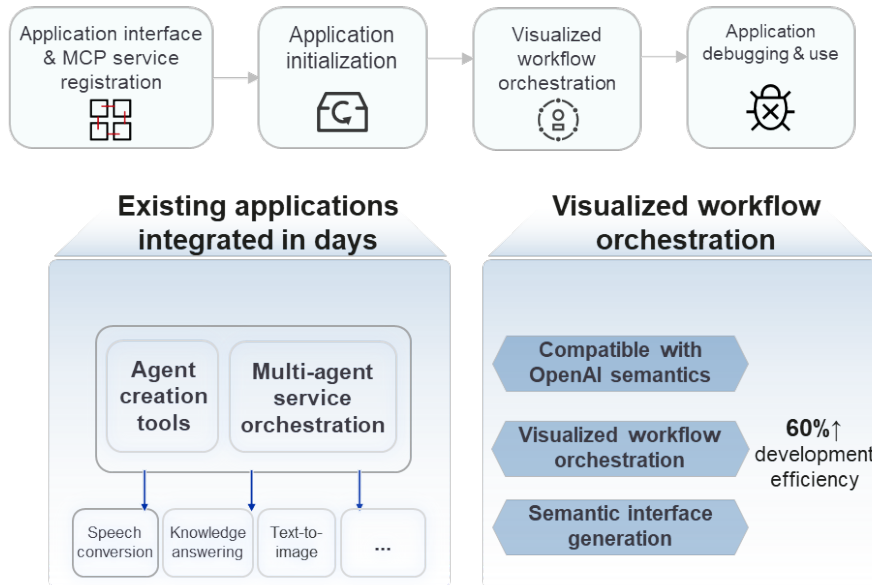 Application interface
& MCP service
registration
Application
initialization
Visualized
workflow
orchestration
Application
debugging & use
Existing applications
integrated in days
Agent
creation
tools
Multi-agent
service
orchestration
Speech
conversion
Knowledge
answering
Text-to-
image
...
Visualized workflow
orchestration
Compatible with
OpenAI semantics
Visualized workflow
orchestration
Semantic interface
generation
60%↑
development
efficiency